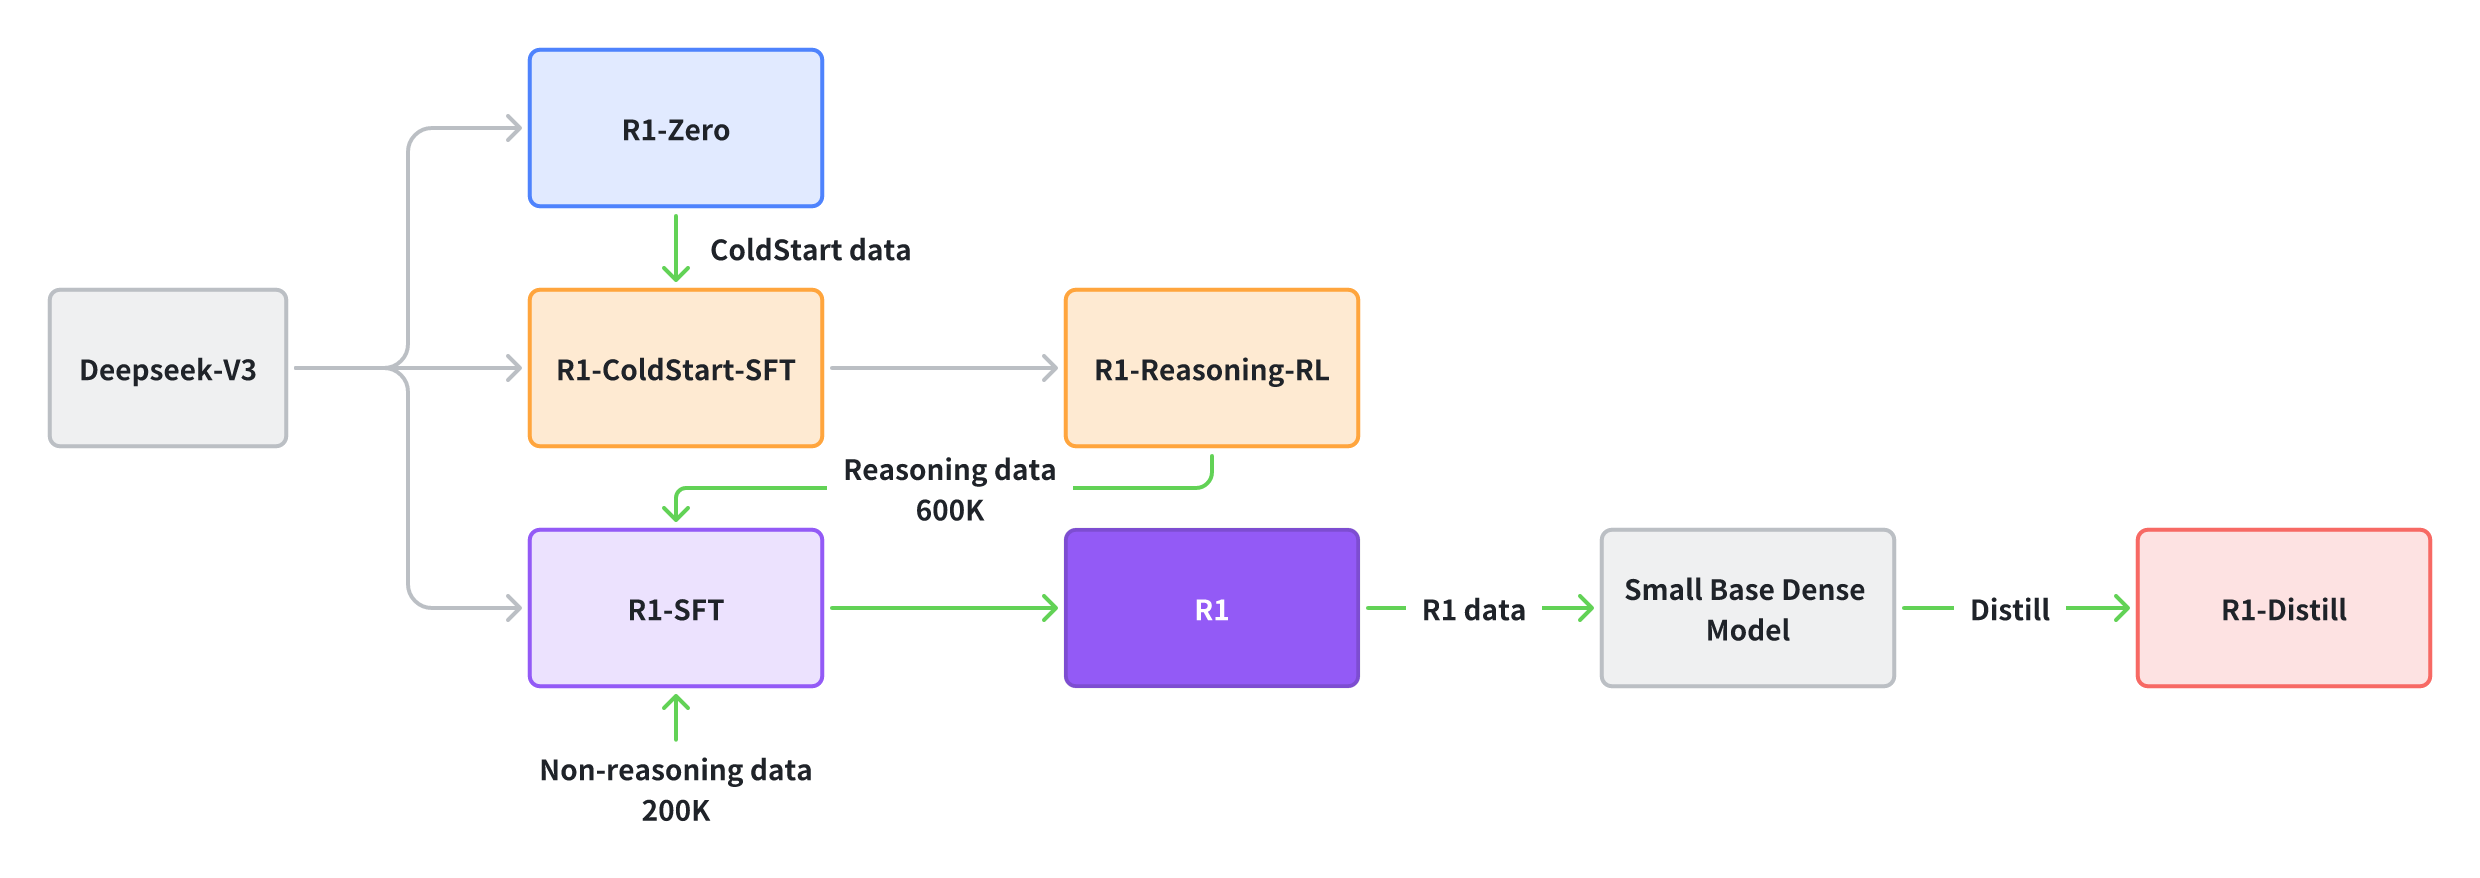 R1-Zero
ColdStart data
Deepseek-V3
R1-ColdStart-SFT
R1-Reasoning-RL
Reasoning data
600K
R1-SFT
R1
R1 data
Small Base Dense
Model
Distill
R1-Distill
Non-reasoning data
200K